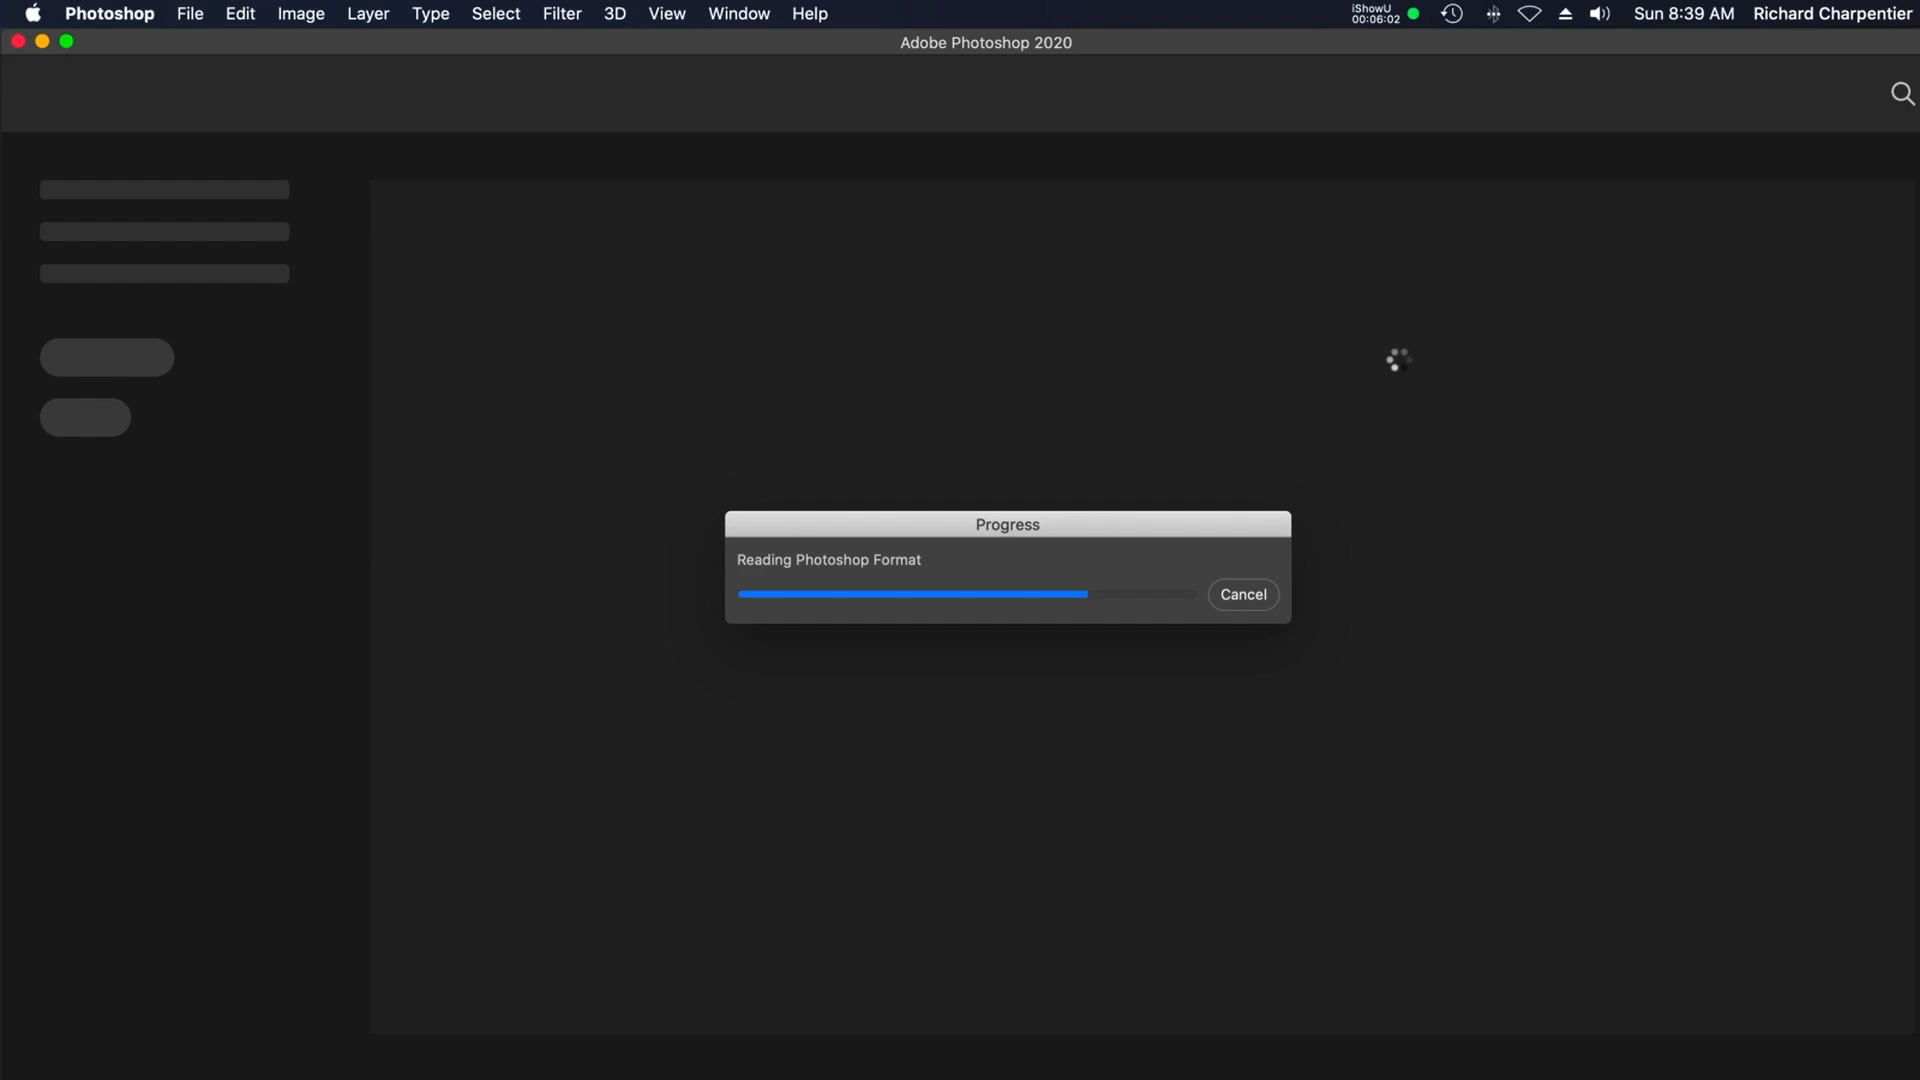 Photoshop File Edit Image Layer Type Select Filter 3D View Window Help iShowU 00:06:02 Sun 8:39 AM Richard Charpentier
Adobe Photoshop 2020
Progress
Reading Photoshop Format
Cancel